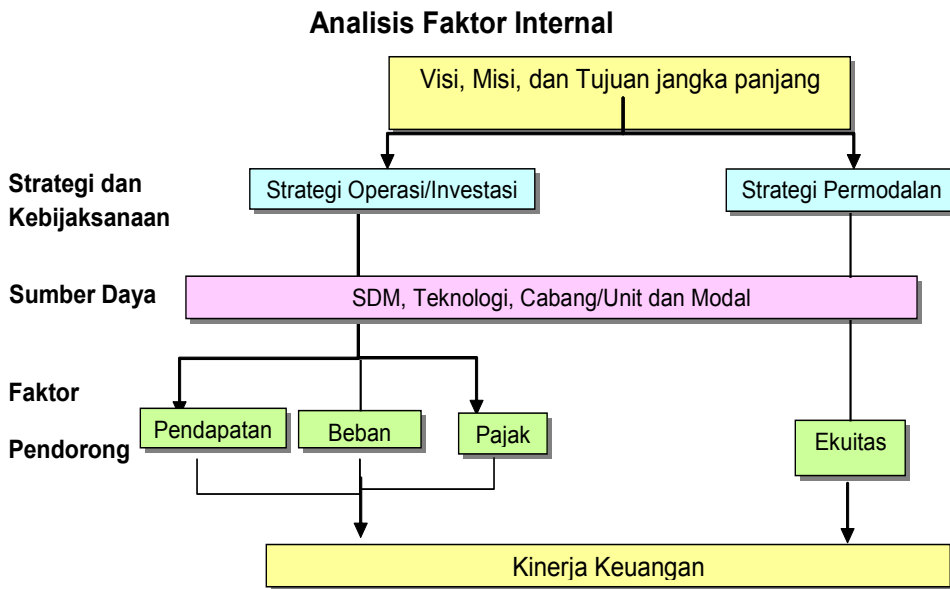 Analisis Faktor Internal
Visi, Misi, dan Tujuan jangka panjang
Strategi dan
Kebijaksanaan
Strategi Operasi/Investasi
Strategi Permodalan
Sumber Daya
SDM, Teknologi, Cabang/Unit dan Modal
Faktor
Pendorong
Pendapatan
Beban
Pajak
Ekuitas
Kinerja Keuangan